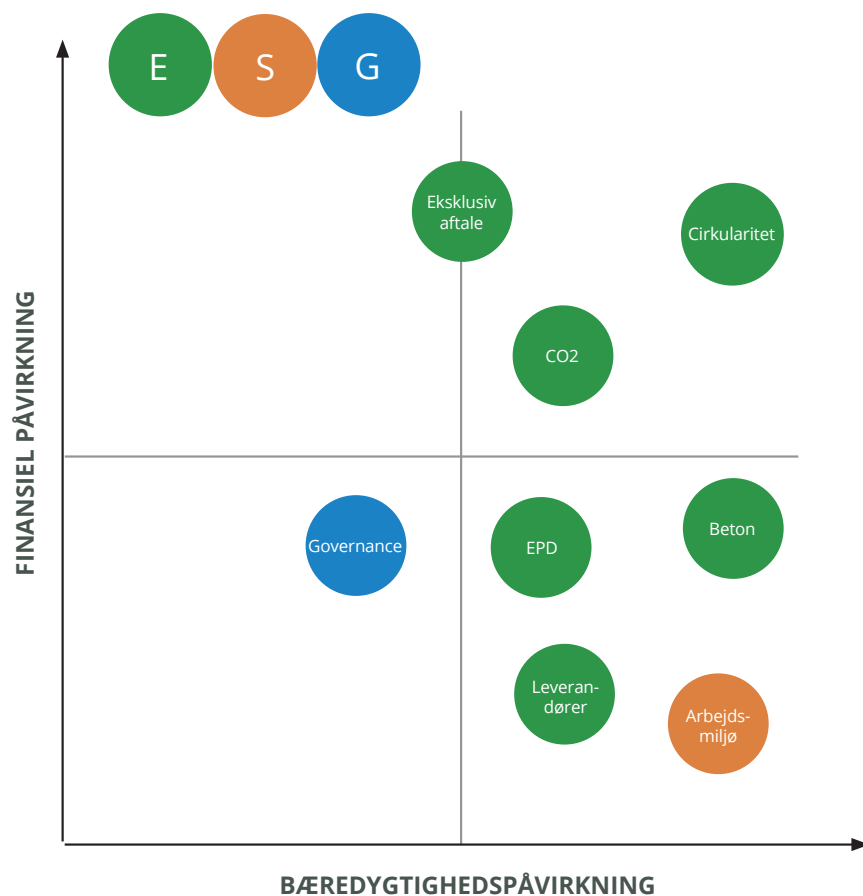 E S G
Eksklusiv
aftale
Cirkularitet
CO2
FINANSIEL PÅVIRKNING
Governance
EPD
Beton
Leveran-
dører
Arbejds-
miljø
BÆREDYGTIGHEDSPÅVIRKNING